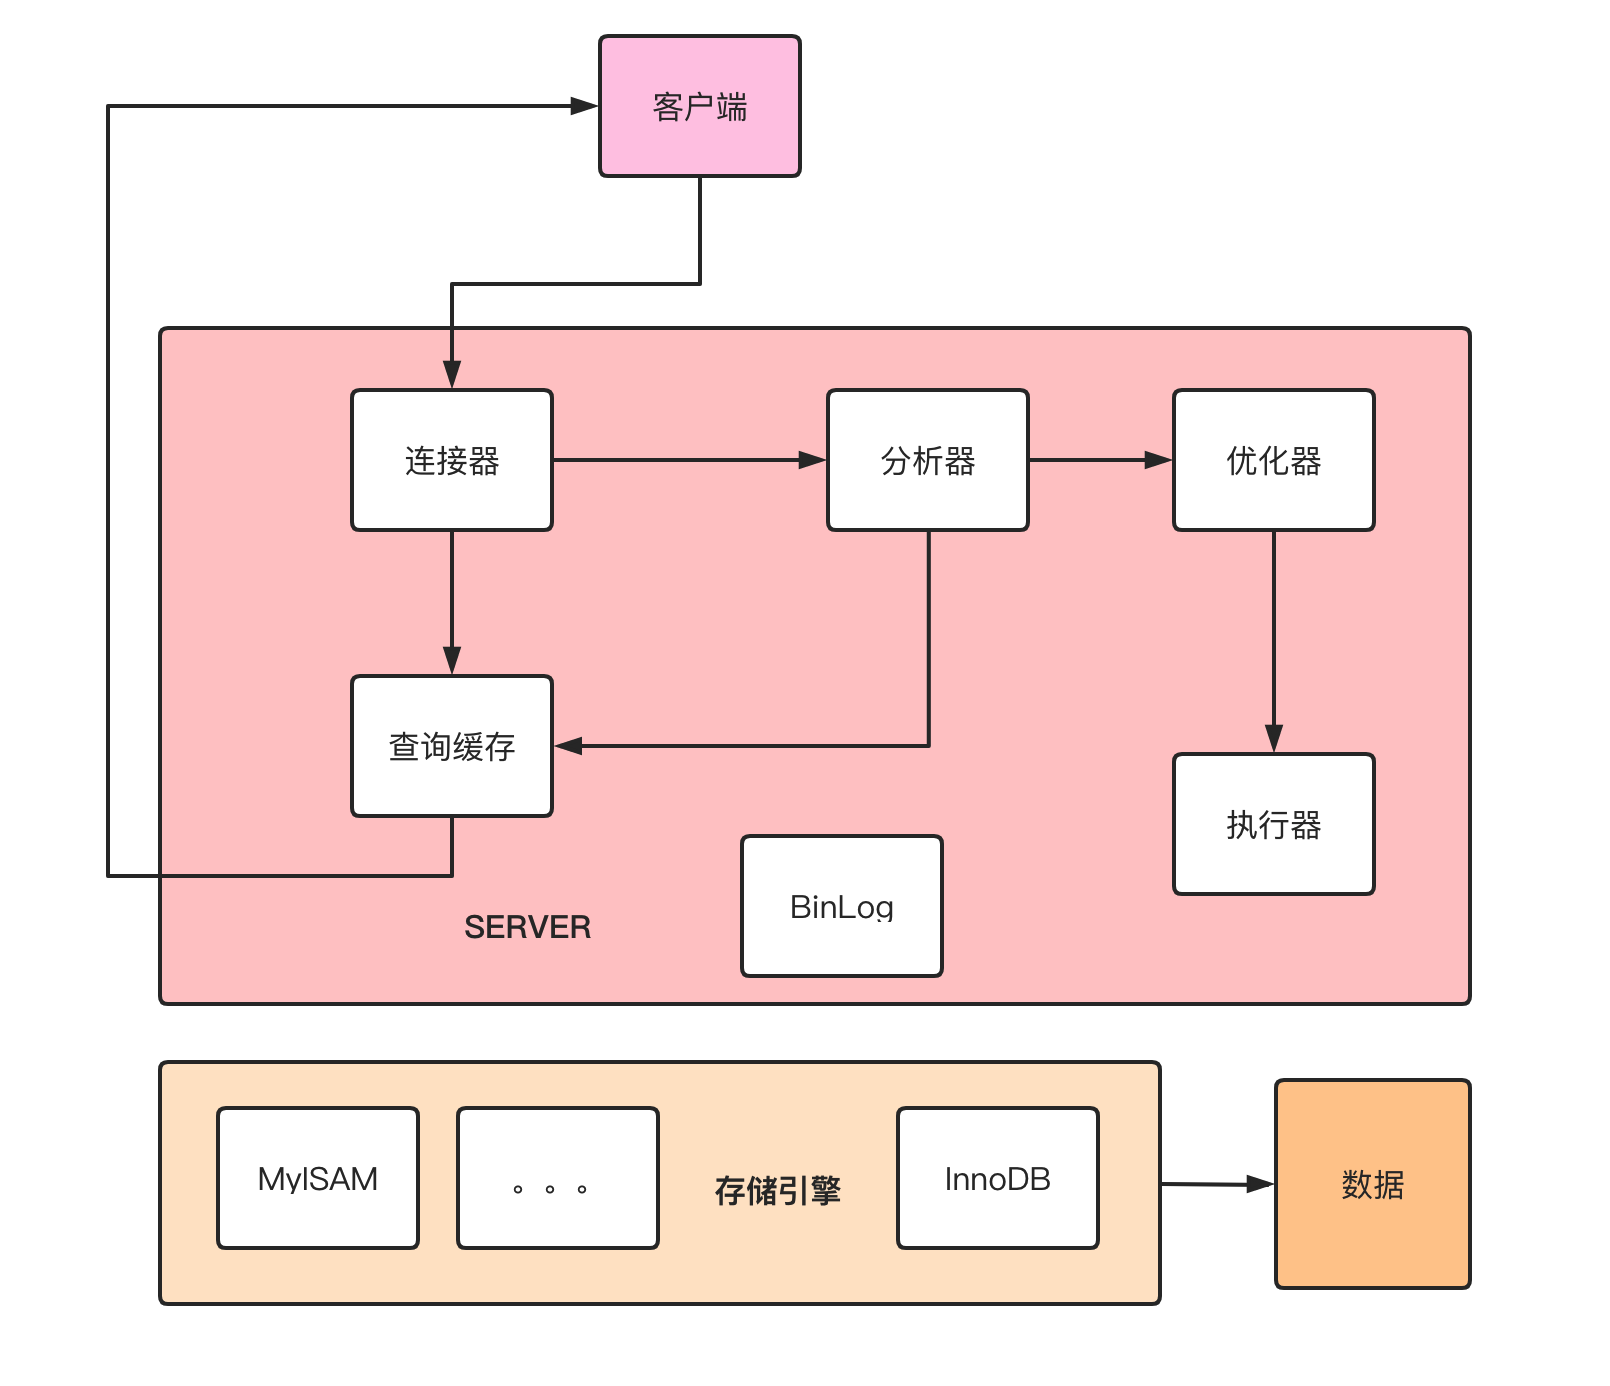 客户端
连接器
分析器
优化器
查询缓存
执行器
BinLog
SERVER
MyISAM
。。。
存储引擎
InnoDB
数据